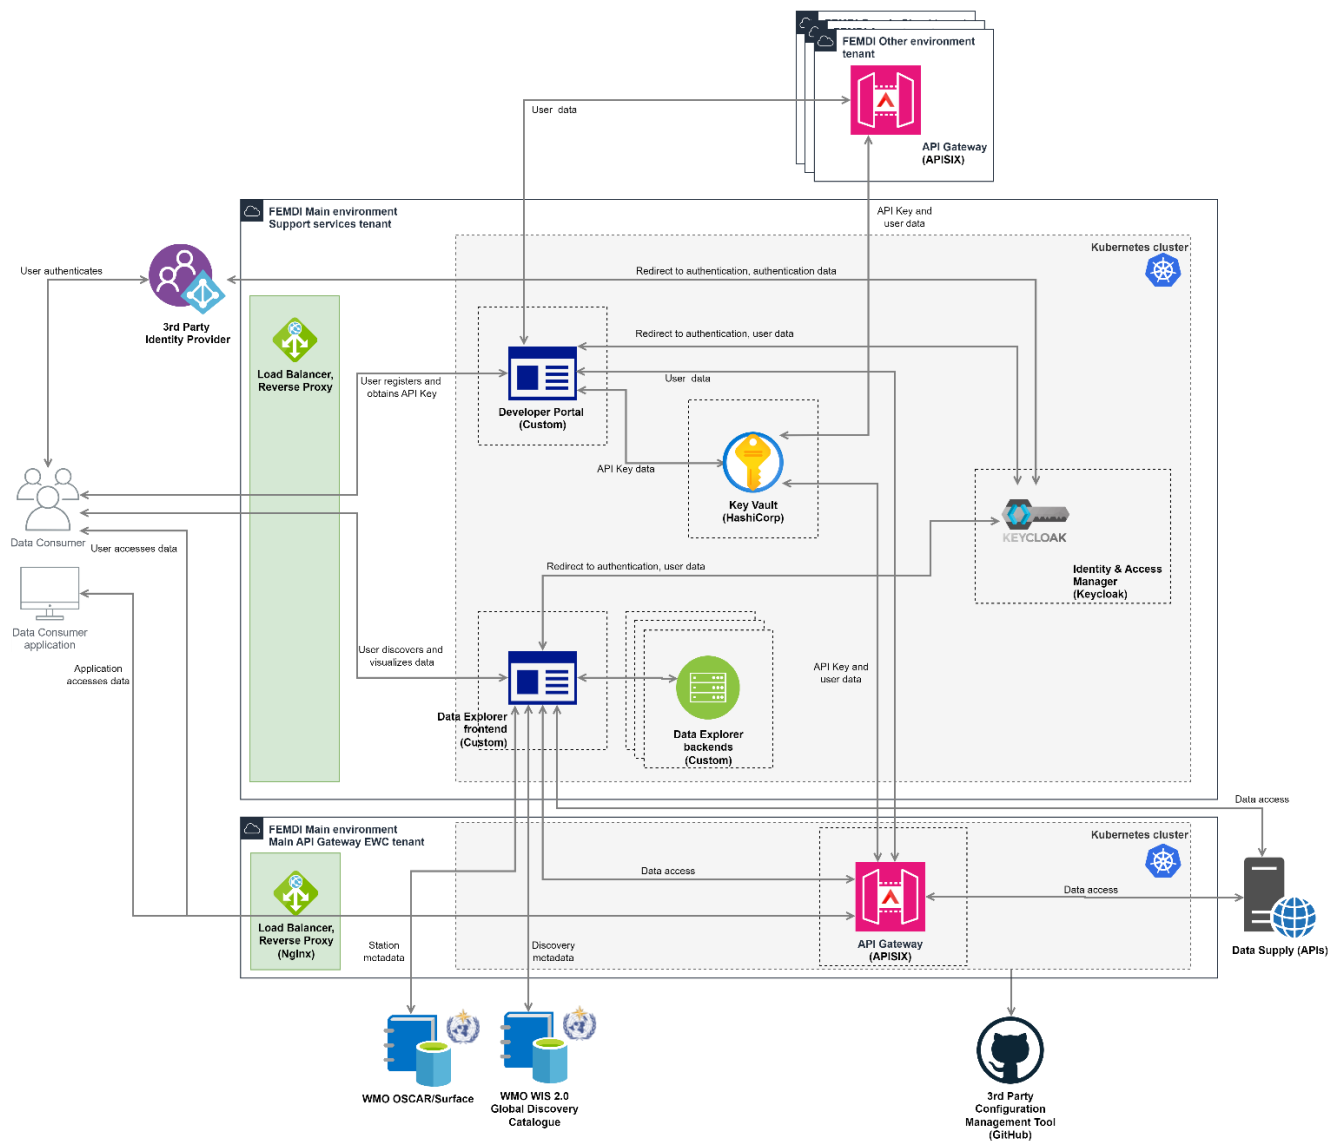 FEMDI Other environment
tenant
API Gateway
(APISIX)
User data
API Key and
user data
FEMDI Main environment
Support services tenant
Kubernetes cluster
User authenticates
3rd Party
Identity Provider
Redirect to authentication, authentication data
Load Balancer,
Reverse Proxy
Redirect to authentication, user data
User data
User registers and
obtains API Key
Developer Portal
(Custom)
API Key data
Key Vault
(HashiCorp)
KEYCLOAK
Identity & Access
Manager
(Keycloak)
Data Consumer
User accesses data
Redirect to authentication, user data
Data Consumer
application
Application
accesses data
User discovers and
visualizes data
API Key and
user data
Data Explorer
frontend
(Custom)
Data Explorer
backends
(Custom)
Data access
FEMDI Main environment
Main API Gateway EWC tenant
Kubernetes cluster
Load Balancer,
Reverse Proxy
(NgInx)
Data access
Data access
API Gateway
(APISIX)
Station
metadata
Discovery
metadata
Data Supply (APIs)
WMO OSCAR/Surface
WMO WIS 2.0
Global Discovery
Catalogue
3rd Party
Configuration
Management Tool
(GitHub)